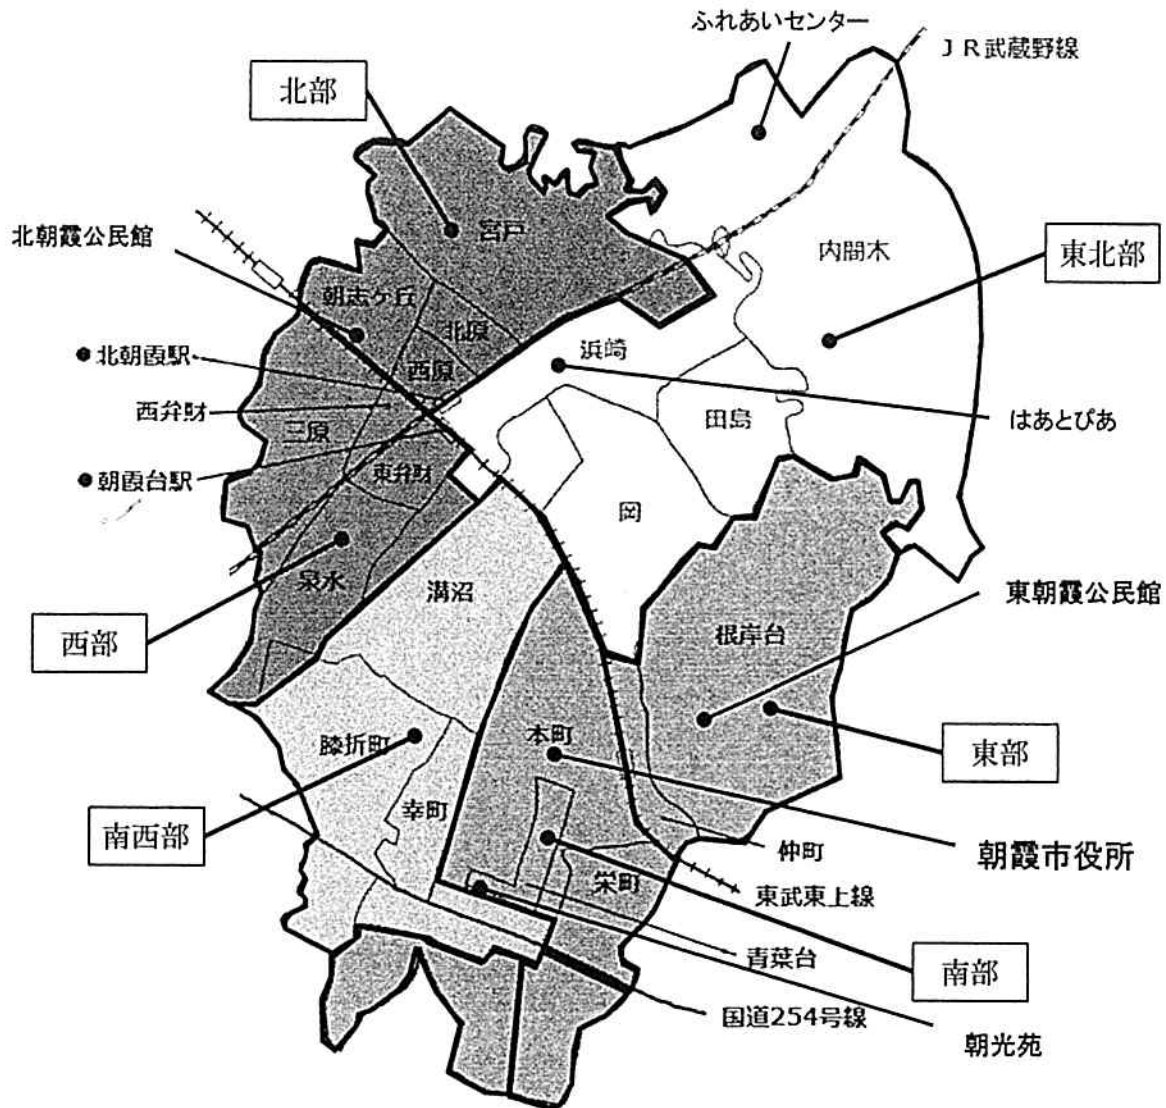 ふれあいセンター
JR武蔵野線
北部
宮戸
北朝霞公民館
内間木
東北部
朝志ケ丘
北原
浜崎
北朝霞駅
西原
西弁財
三原
田島
はあとぴあ
朝霞台駅
東弁財
岡
泉水
溝沼
東朝霞公民館
西部
根岸台
膝折町
本町
東部
南西部
幸町
仲町
朝霞市役所
栄町
東武東上線
青葉台
南部
国道254号線
朝光苑